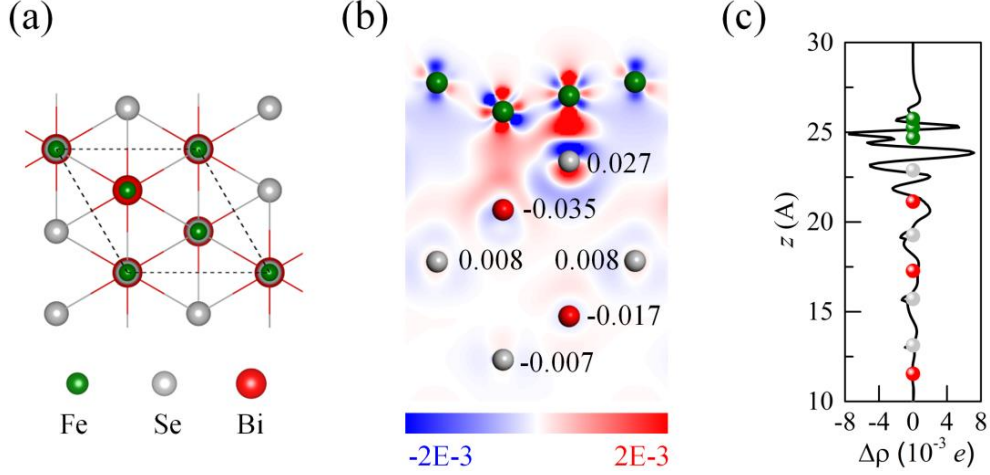 (a)
Fe Se Bi
(b)
0.027
-0.035
0.008 0.008
-0.017
-0.007
-2E-3 2E-3
(c)
30
25
20
15
10
z (A)
-8 -4 0 4 8
Δρ (10⁻³ e)